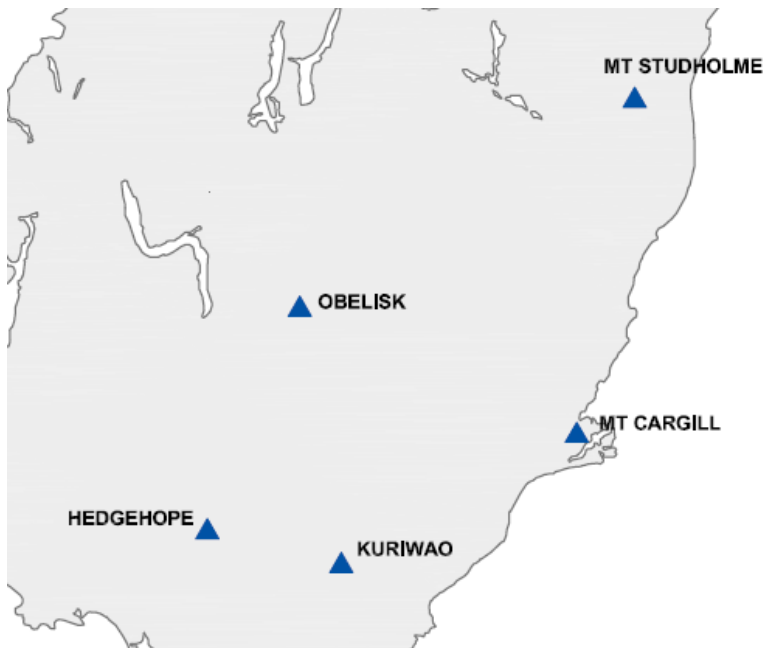 MT STUDHOLME
OBELISK
MT CARGILL
HEDGEHOPE
KURIWAO